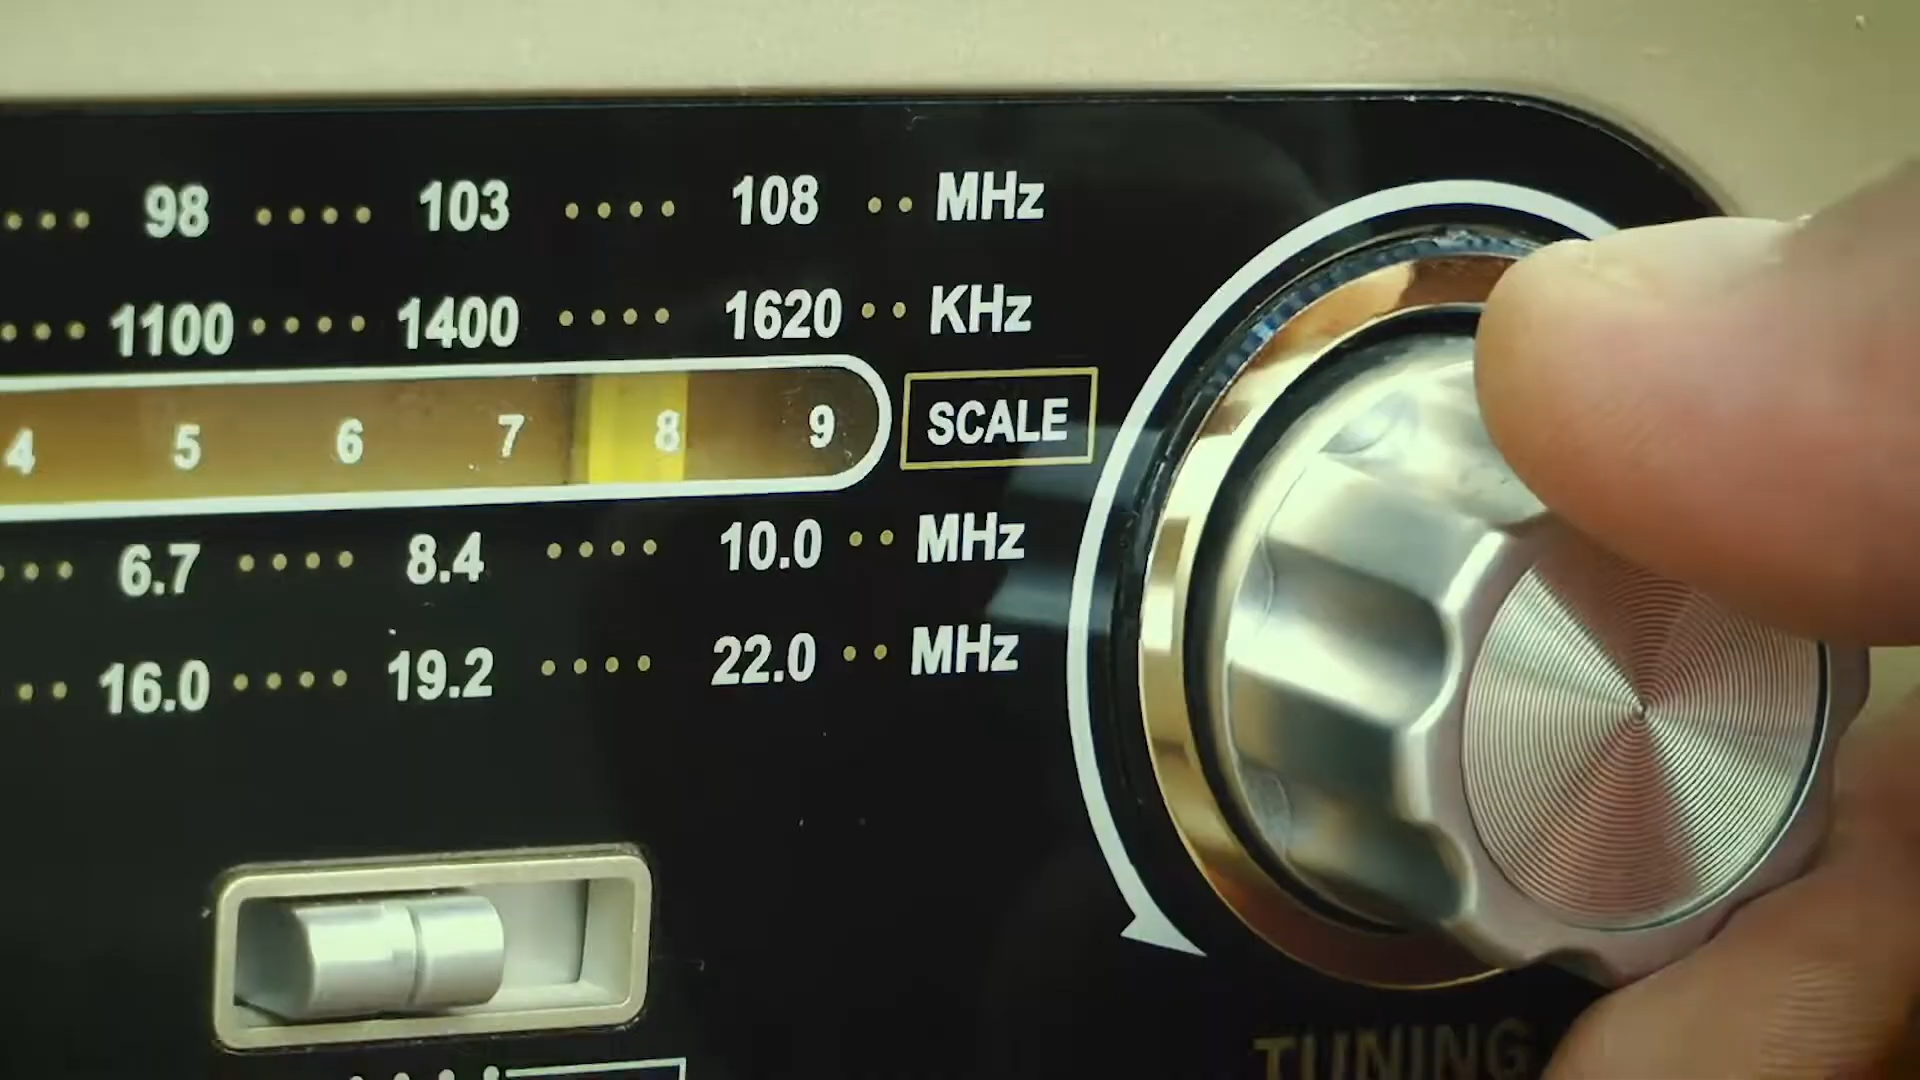 98 103 108 MHz
1100 1400 1620 KHz
4 5 6 7 8 9 SCALE
6.7 8.4 10.0 MHz
16.0 19.2 22.0 MHz
TUNING